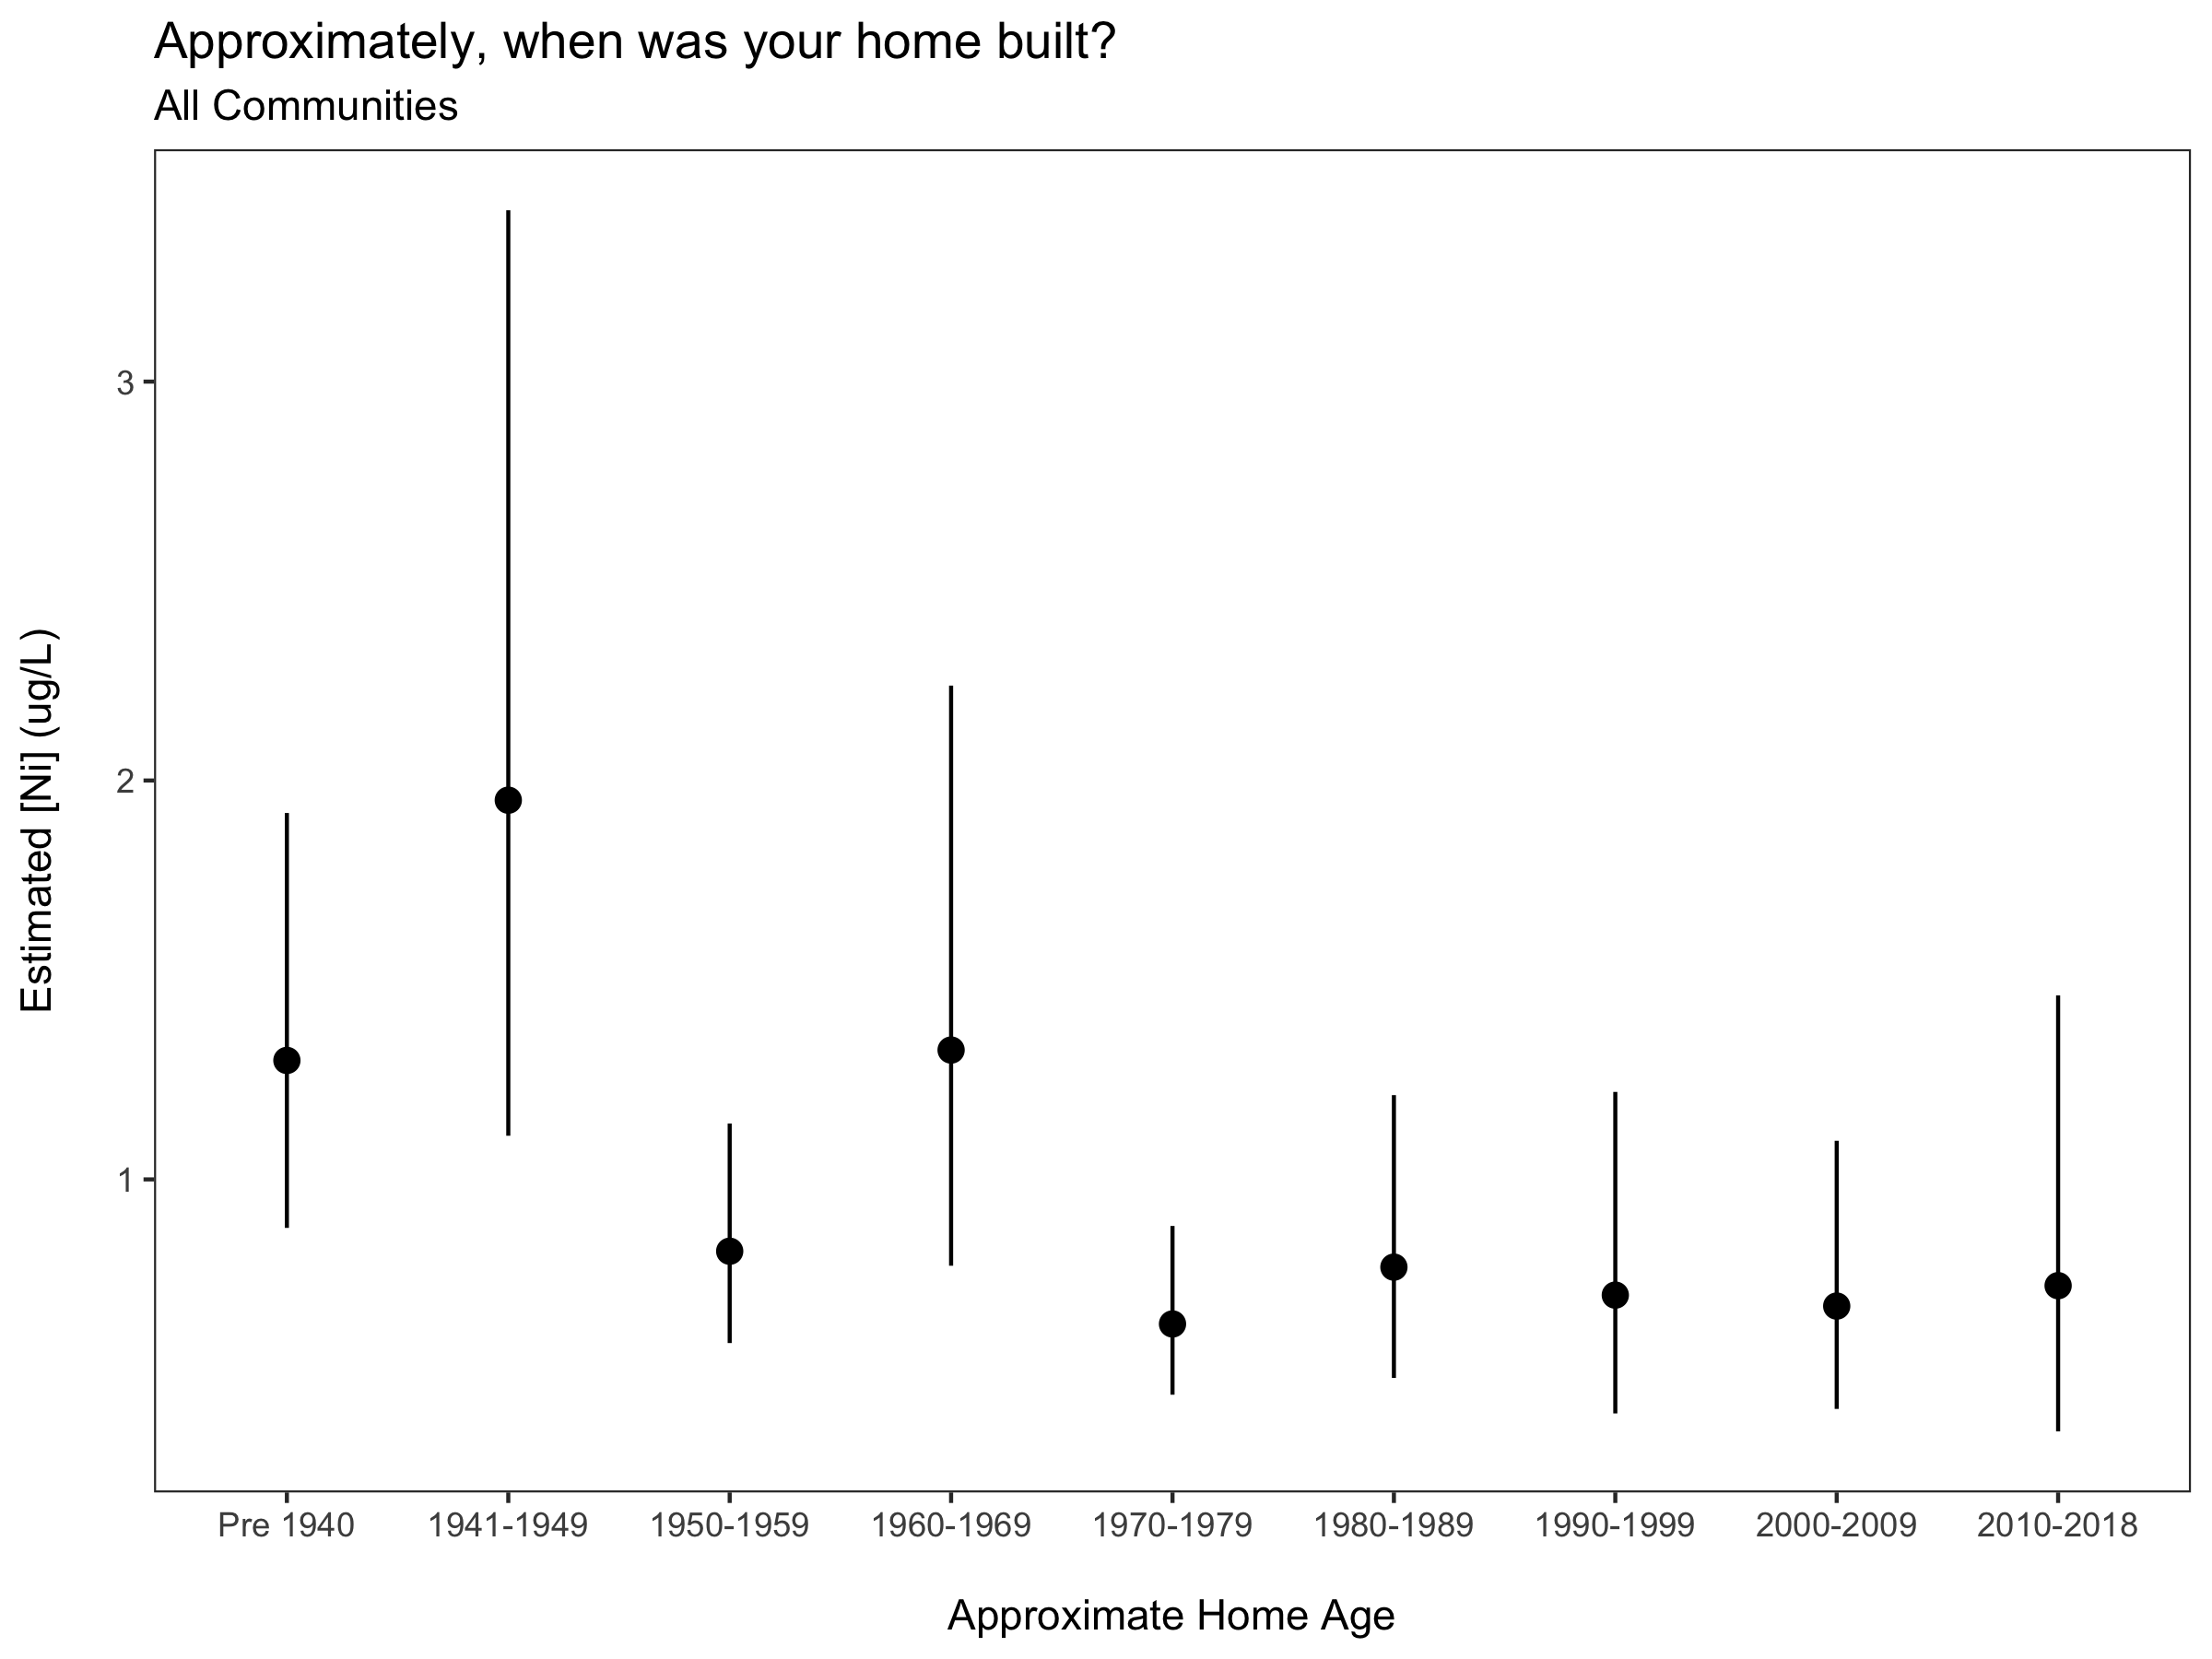 Approximately, when was your home built?
All Communities
Estimated [Ni] (ug/L)
3
2
1
Pre 1940
1941-1949
1950-1959
1960-1969
1970-1979
1980-1989
1990-1999
2000-2009
2010-2018
Approximate Home Age